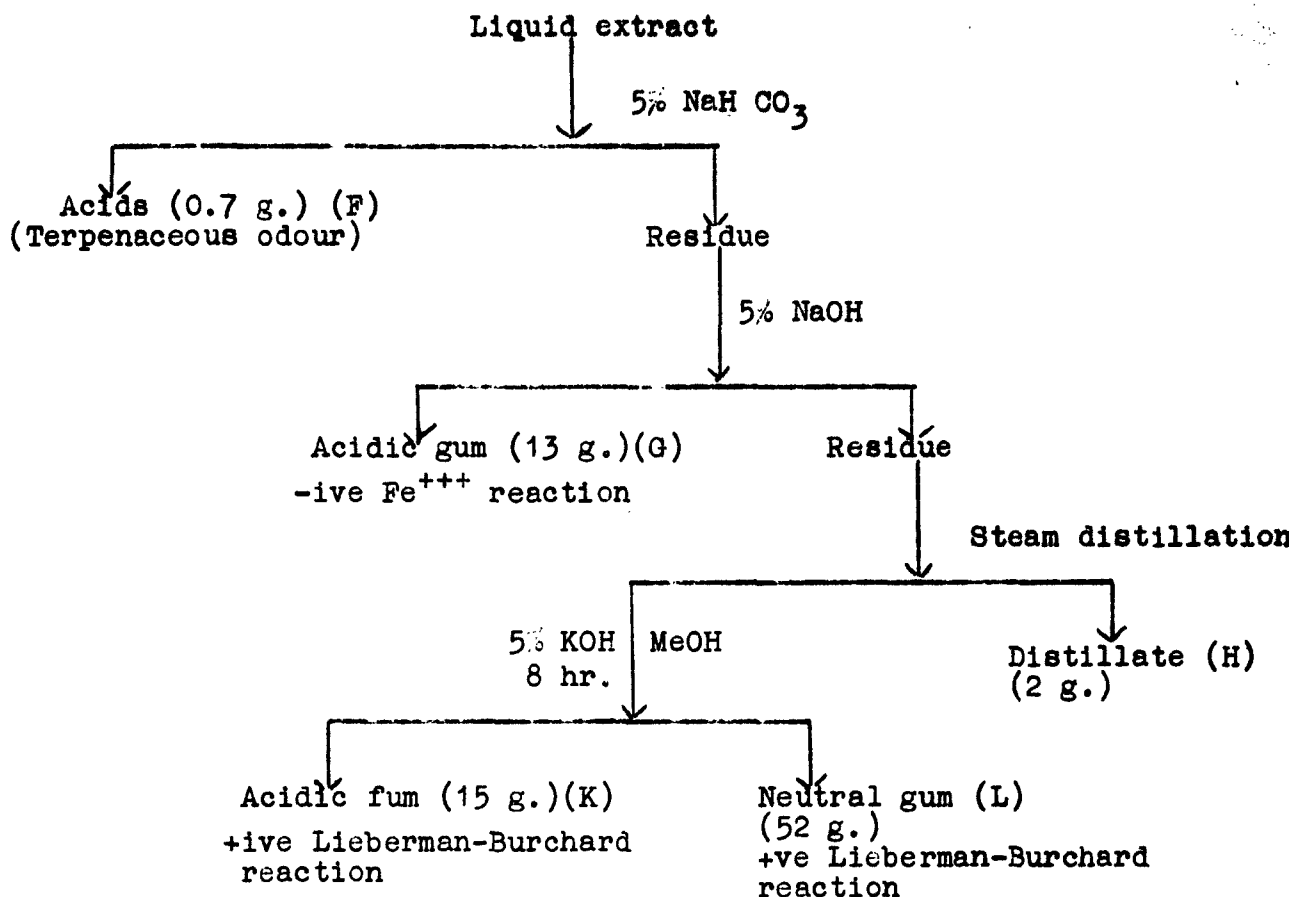 Liquid extract
5% NaH CO3
Acids (0.7 g.) (F)
(Terpenaceous odour)
Residue
5% NaOH
Acidic gum (13 g.)(G)
-ive Fe+++ reaction
Residue
Steam distillation
5% KOH MeOH
8 hr.
Distillate (H)
(2 g.)
Acidic fum (15 g.)(K)
+ive Lieberman-Burchard
reaction
Neutral gum (L)
(52 g.)
+ve Lieberman-Burchard
reaction